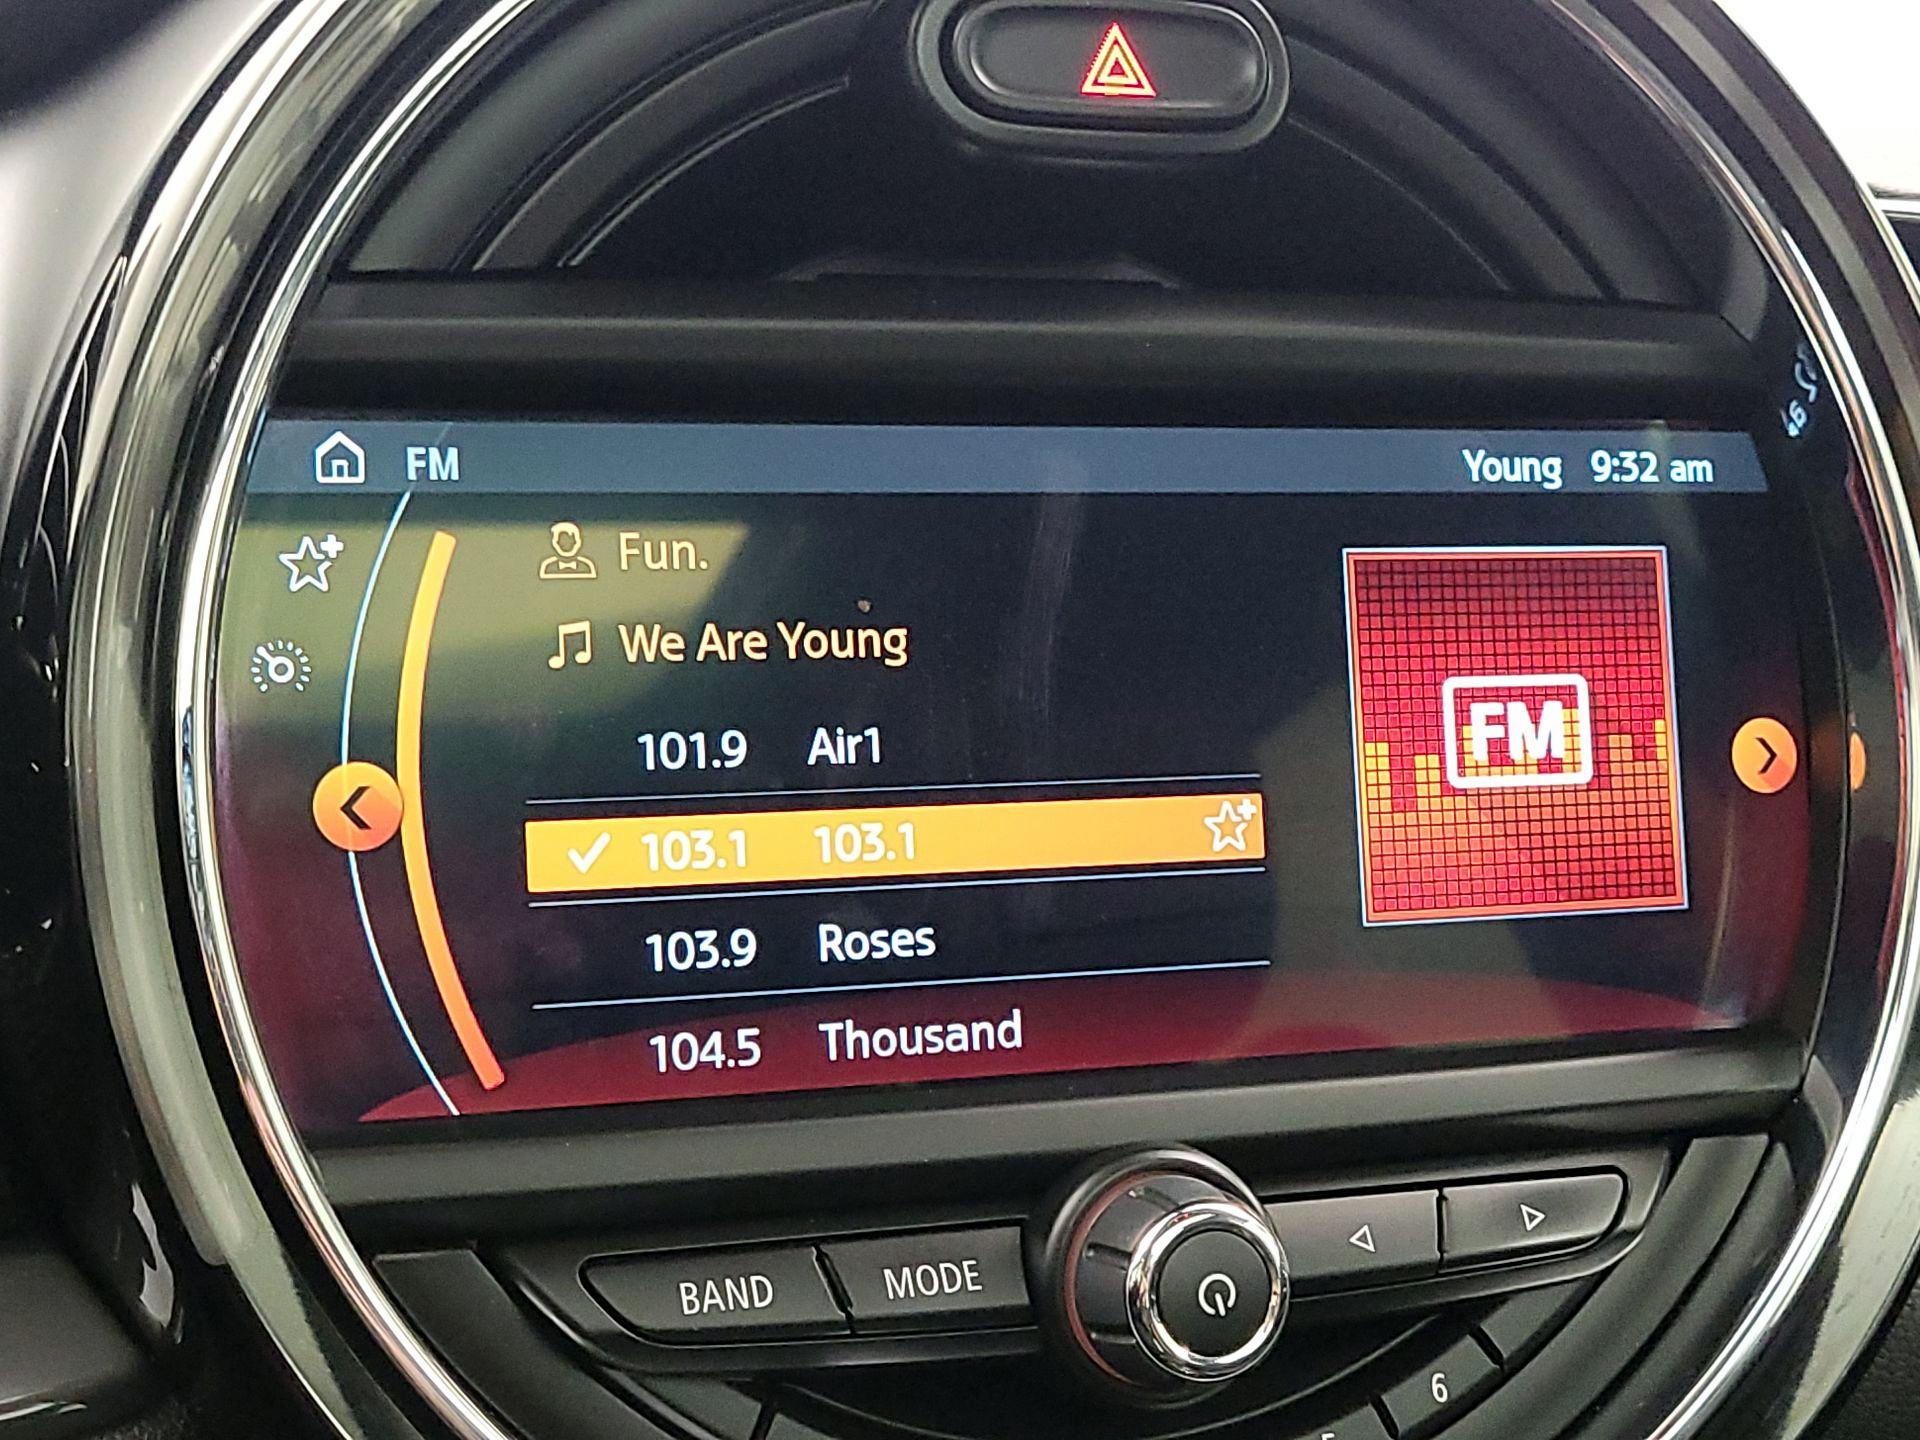 FM
Young 9:32 am
Fun.
We Are Young
101.9 Air1
103.1 103.1
103.9 Roses
104.5 Thousand
FM
BAND
MODE
6